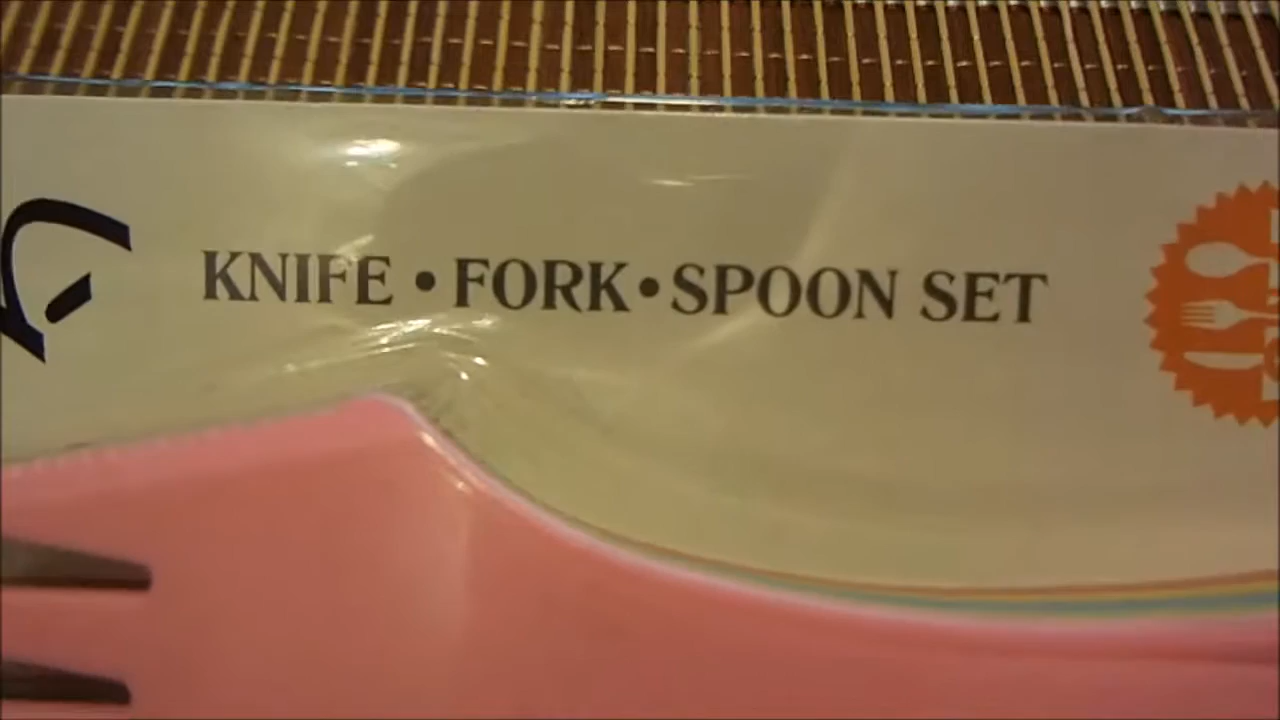 KNIFE • FORK • SPOON SET